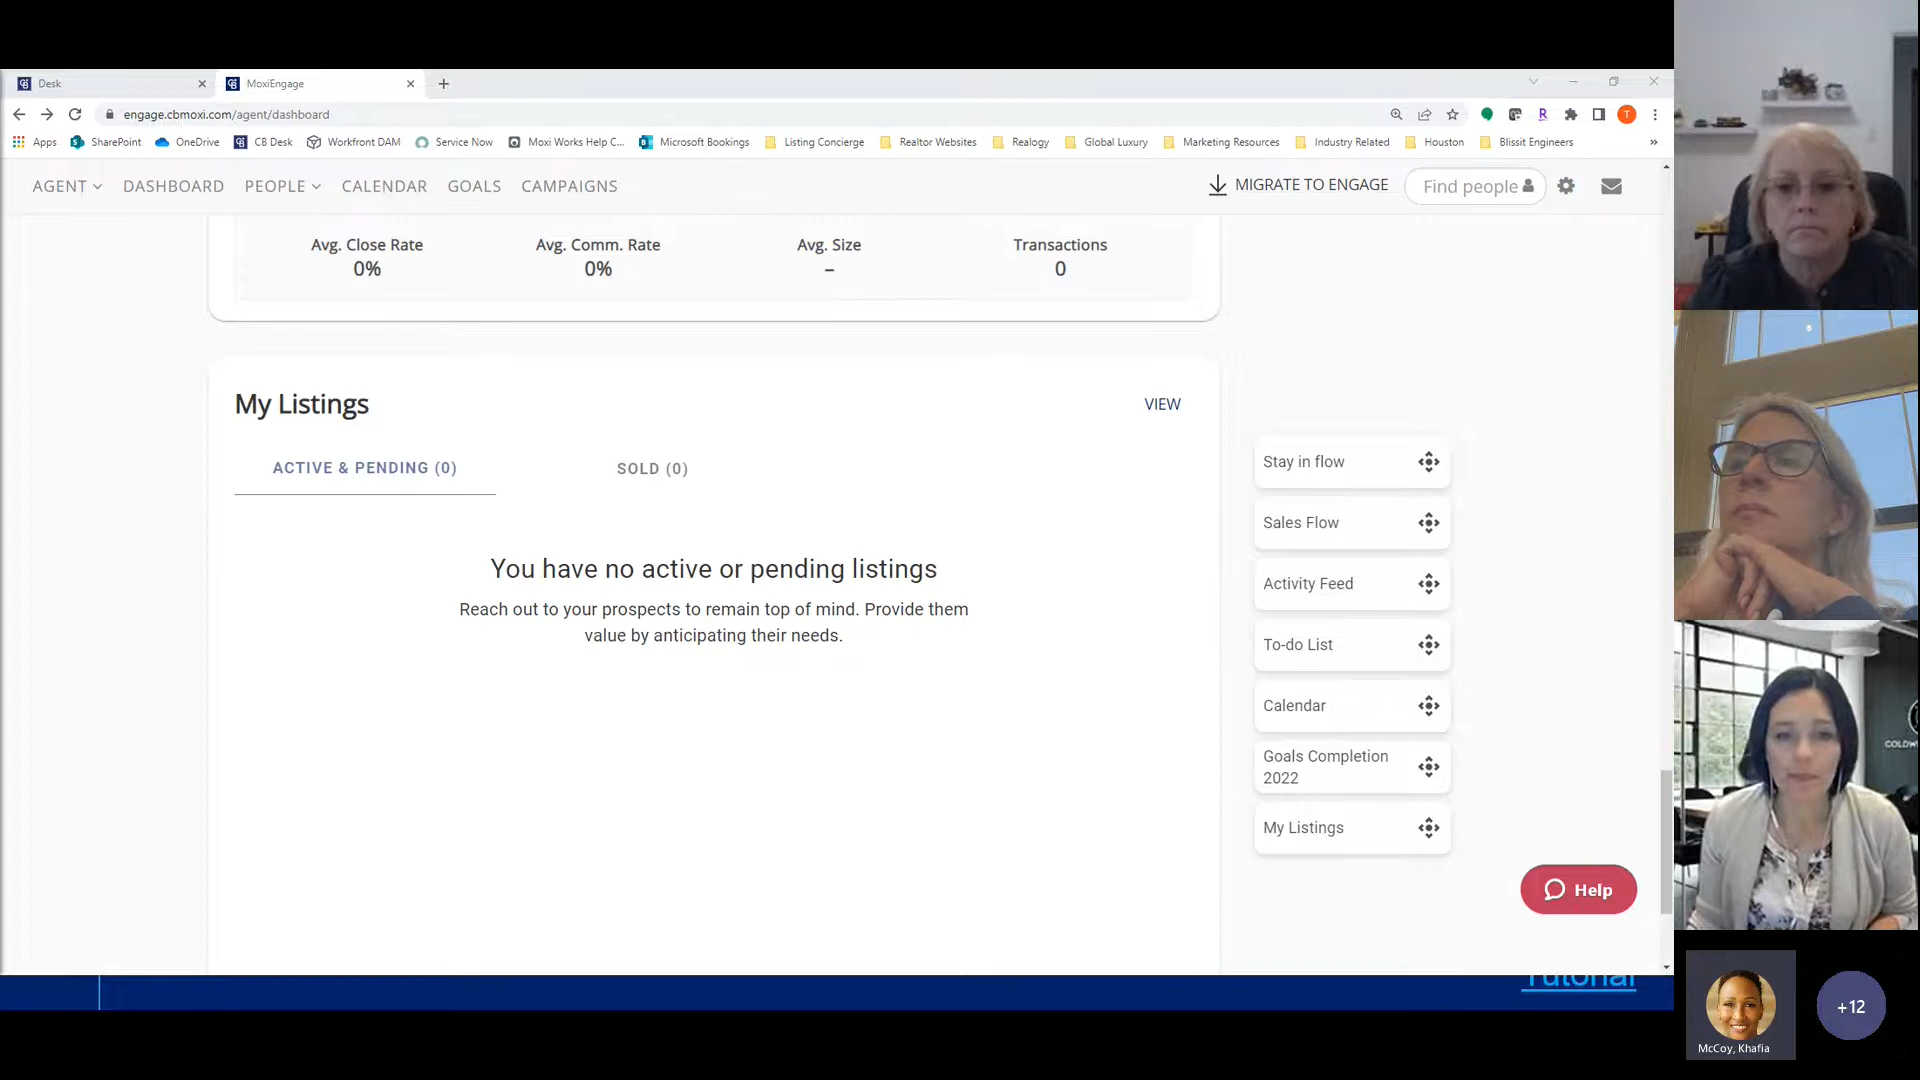 Desk
MoxiEngage
engage.cbmoxi.com/agent/dashboard
T
Apps SharePoint OneDrive CB Desk Workfront DAM Service Now Moxi Works Help C... Microsoft Bookings Listing Concierge Realtor Websites Realogy Global Luxury Marketing Resources Industry Related Houston Blissit Engineers »
AGENT DASHBOARD PEOPLE CALENDAR GOALS CAMPAIGNS MIGRATE TO ENGAGE Find people
Avg. Close Rate Avg. Comm. Rate Avg. Size Transactions
0% 0% – 0
My Listings VIEW
ACTIVE & PENDING (0) SOLD (0)
You have no active or pending listings
Reach out to your prospects to remain top of mind. Provide them
value by anticipating their needs.
Stay in flow
Sales Flow
Activity Feed
To-do List
Calendar
Goals Completion
2022
My Listings
Help
Tutorial
COLDW
McCoy, Khafia
+12